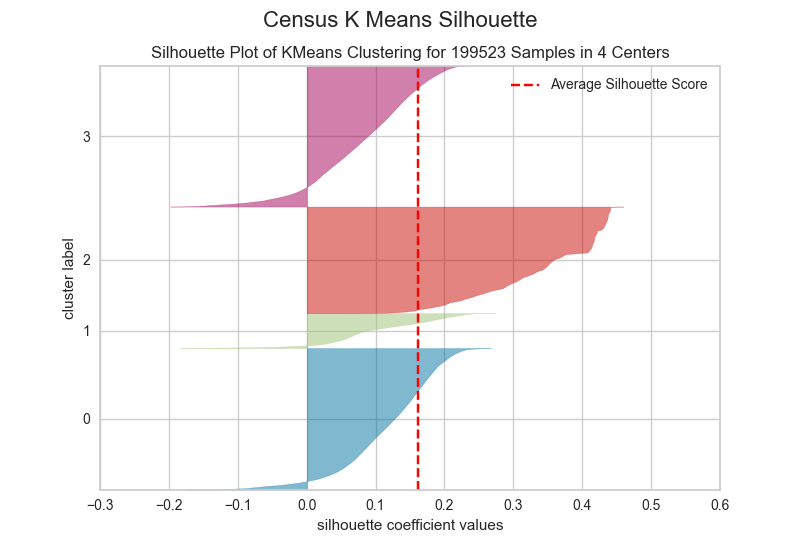 Census K Means Silhouette
Silhouette Plot of KMeans Clustering for 199523 Samples in 4 Centers
Average Silhouette Score
3
2
1
0
cluster label
−0.3 −0.2 −0.1 0.0 0.1 0.2 0.3 0.4 0.5 0.6
silhouette coefficient values